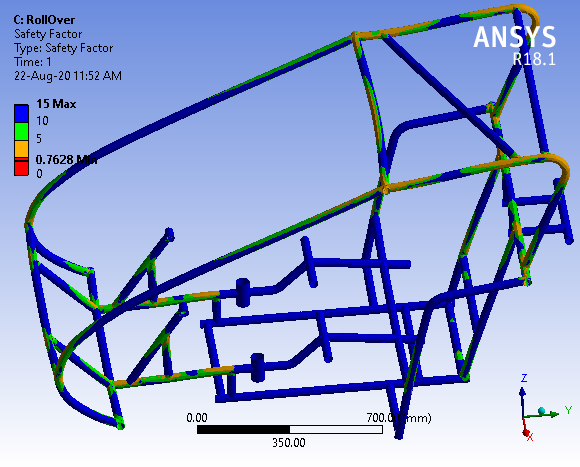 C: RollOver
Safety Factor
Type: Safety Factor
Time: 1
22-Aug-20 11:52 AM
ANSYS
R18.1
15 Max
10
5
0.7628 Min
0
0.00
700.0 (mm)
350.00
Z
Y
X